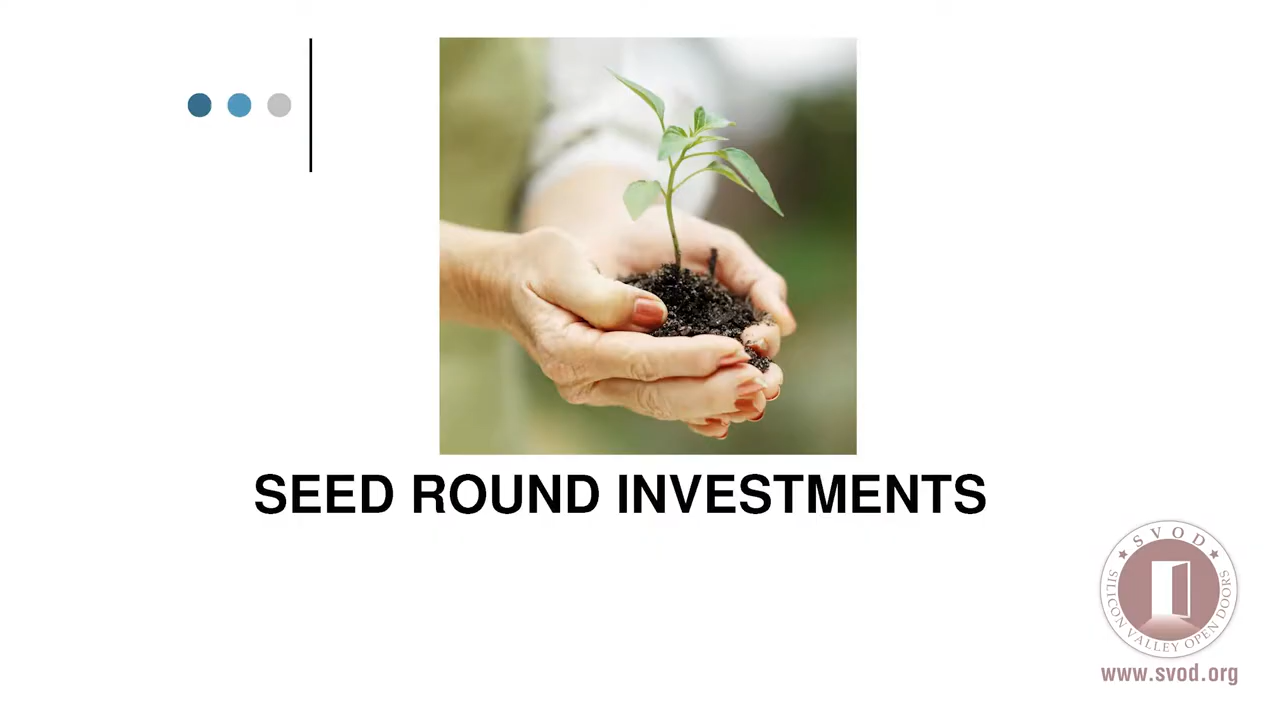 SEED ROUND INVESTMENTS
SVOD
SILICON VALLEY OPEN DOORS
www.svod.org